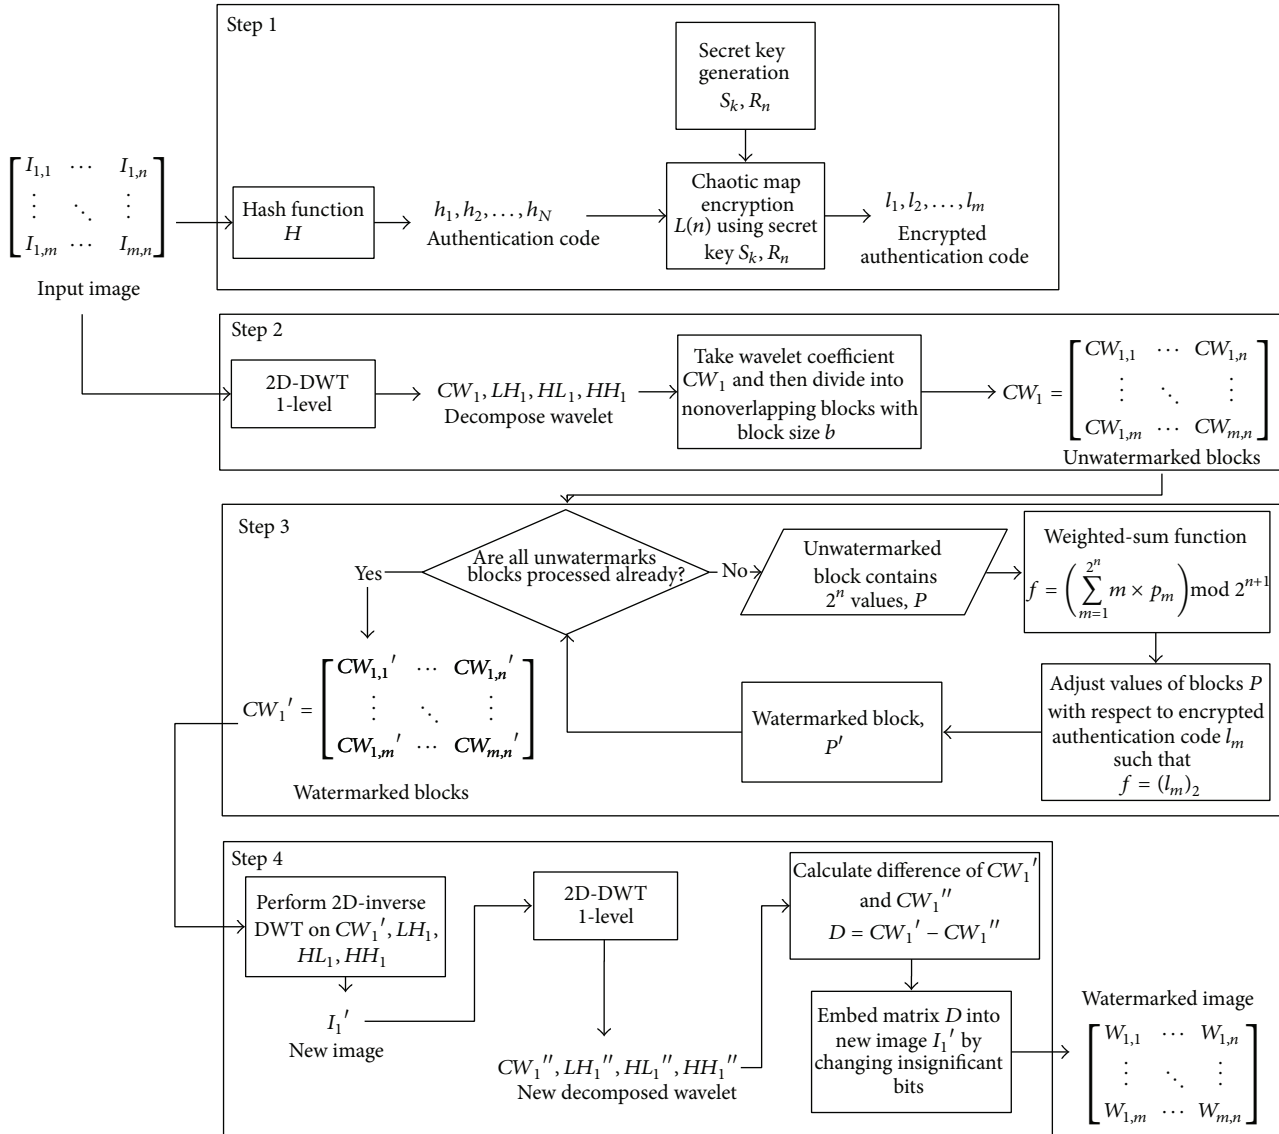 Step 1
Secret key
generation
S_k, R_n
I_{1,1} ⋯ I_{1,n}
⋮ ⋱ ⋮
I_{1,m} ⋯ I_{m,n}
Input image
Hash function
H
h_1, h_2, …, h_N
Authentication code
Chaotic map
encryption
L(n) using secret
key S_k, R_n
l_1, l_2, …, l_m
Encrypted
authentication code
Step 2
2D-DWT
1-level
CW_1, LH_1, HL_1, HH_1
Decompose wavelet
Take wavelet coefficient
CW_1 and then divide into
nonoverlapping blocks with
block size b
CW_1 = [CW_{1,1} ⋯ CW_{1,n}
⋮ ⋱ ⋮
CW_{1,m} ⋯ CW_{m,n}]
Unwatermarked blocks
Step 3
Are all unwatermarks
blocks processed already?
Yes
No
Unwatermarked
block contains
2^n values, P
Weighted-sum function
f = (∑_{m=1}^{2^n} m × p_m) mod 2^{n+1}
Adjust values of blocks P
with respect to encrypted
authentication code l_m
such that
f = (l_m)_2
Watermarked block,
P′
CW_1′ = [CW_{1,1}′ ⋯ CW_{1,n}′
⋮ ⋱ ⋮
CW_{1,m}′ ⋯ CW_{m,n}′]
Watermarked blocks
Step 4
Perform 2D-inverse
DWT on CW_1′, LH_1,
HL_1, HH_1
I_1′
New image
2D-DWT
1-level
CW_1″, LH_1″, HL_1″, HH_1″
New decomposed wavelet
Calculate difference of CW_1′
and CW_1″
D = CW_1′ − CW_1″
Embed matrix D into
new image I_1′ by
changing insignificant
bits
Watermarked image
W_{1,1} ⋯ W_{1,n}
⋮ ⋱ ⋮
W_{1,m} ⋯ W_{m,n}